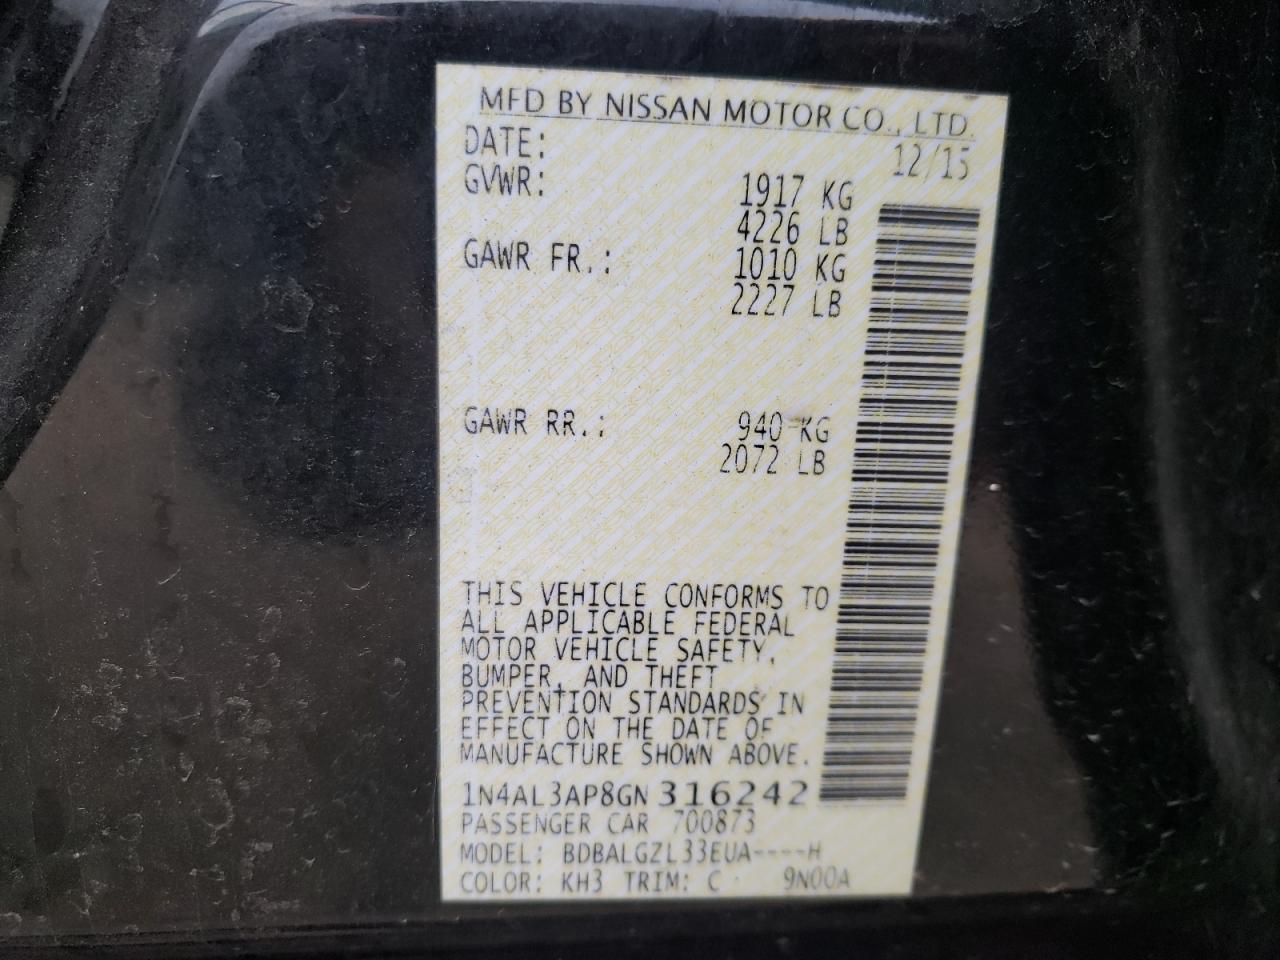 MFD BY NISSAN MOTOR CO., LTD.
DATE: 12/15
GVWR: 1917 KG
4226 LB
GAWR FR.: 1010 KG
2227 LB
GAWR RR.: 940 KG
2072 LB
THIS VEHICLE CONFORMS TO
ALL APPLICABLE FEDERAL
MOTOR VEHICLE SAFETY,
BUMPER, AND THEFT
PREVENTION STANDARDS IN
EFFECT ON THE DATE OF
MANUFACTURE SHOWN ABOVE.
1N4AL3AP8GN316242
PASSENGER CAR 700873
MODEL: BDBALGZL33EUA----H
COLOR: KH3 TRIM: C 9N00A